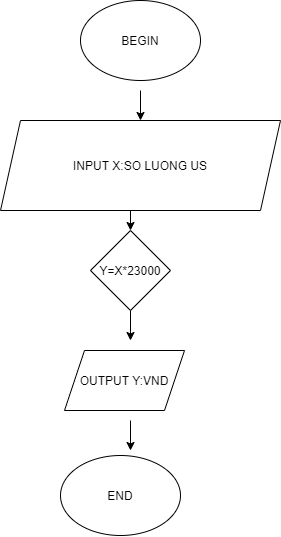 BEGIN
INPUT X:SO LUONG US
Y=X*23000
OUTPUT Y:VND
END